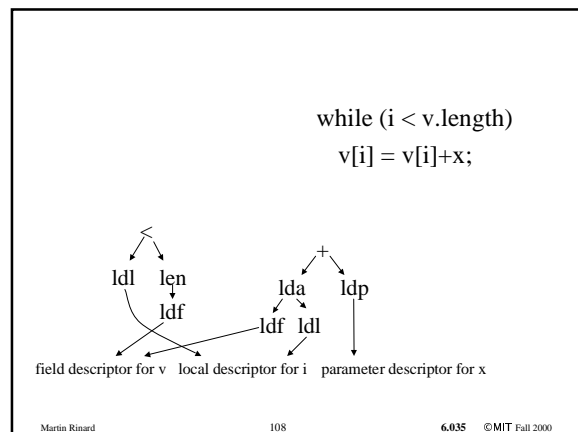 while (i < v.length)
v[i] = v[i]+x;
<
+
ldl len
lda ldp
ldf
ldf ldl
field descriptor for v local descriptor for i parameter descriptor for x
Martin Rinard 108 6.035 ©MIT Fall 2000